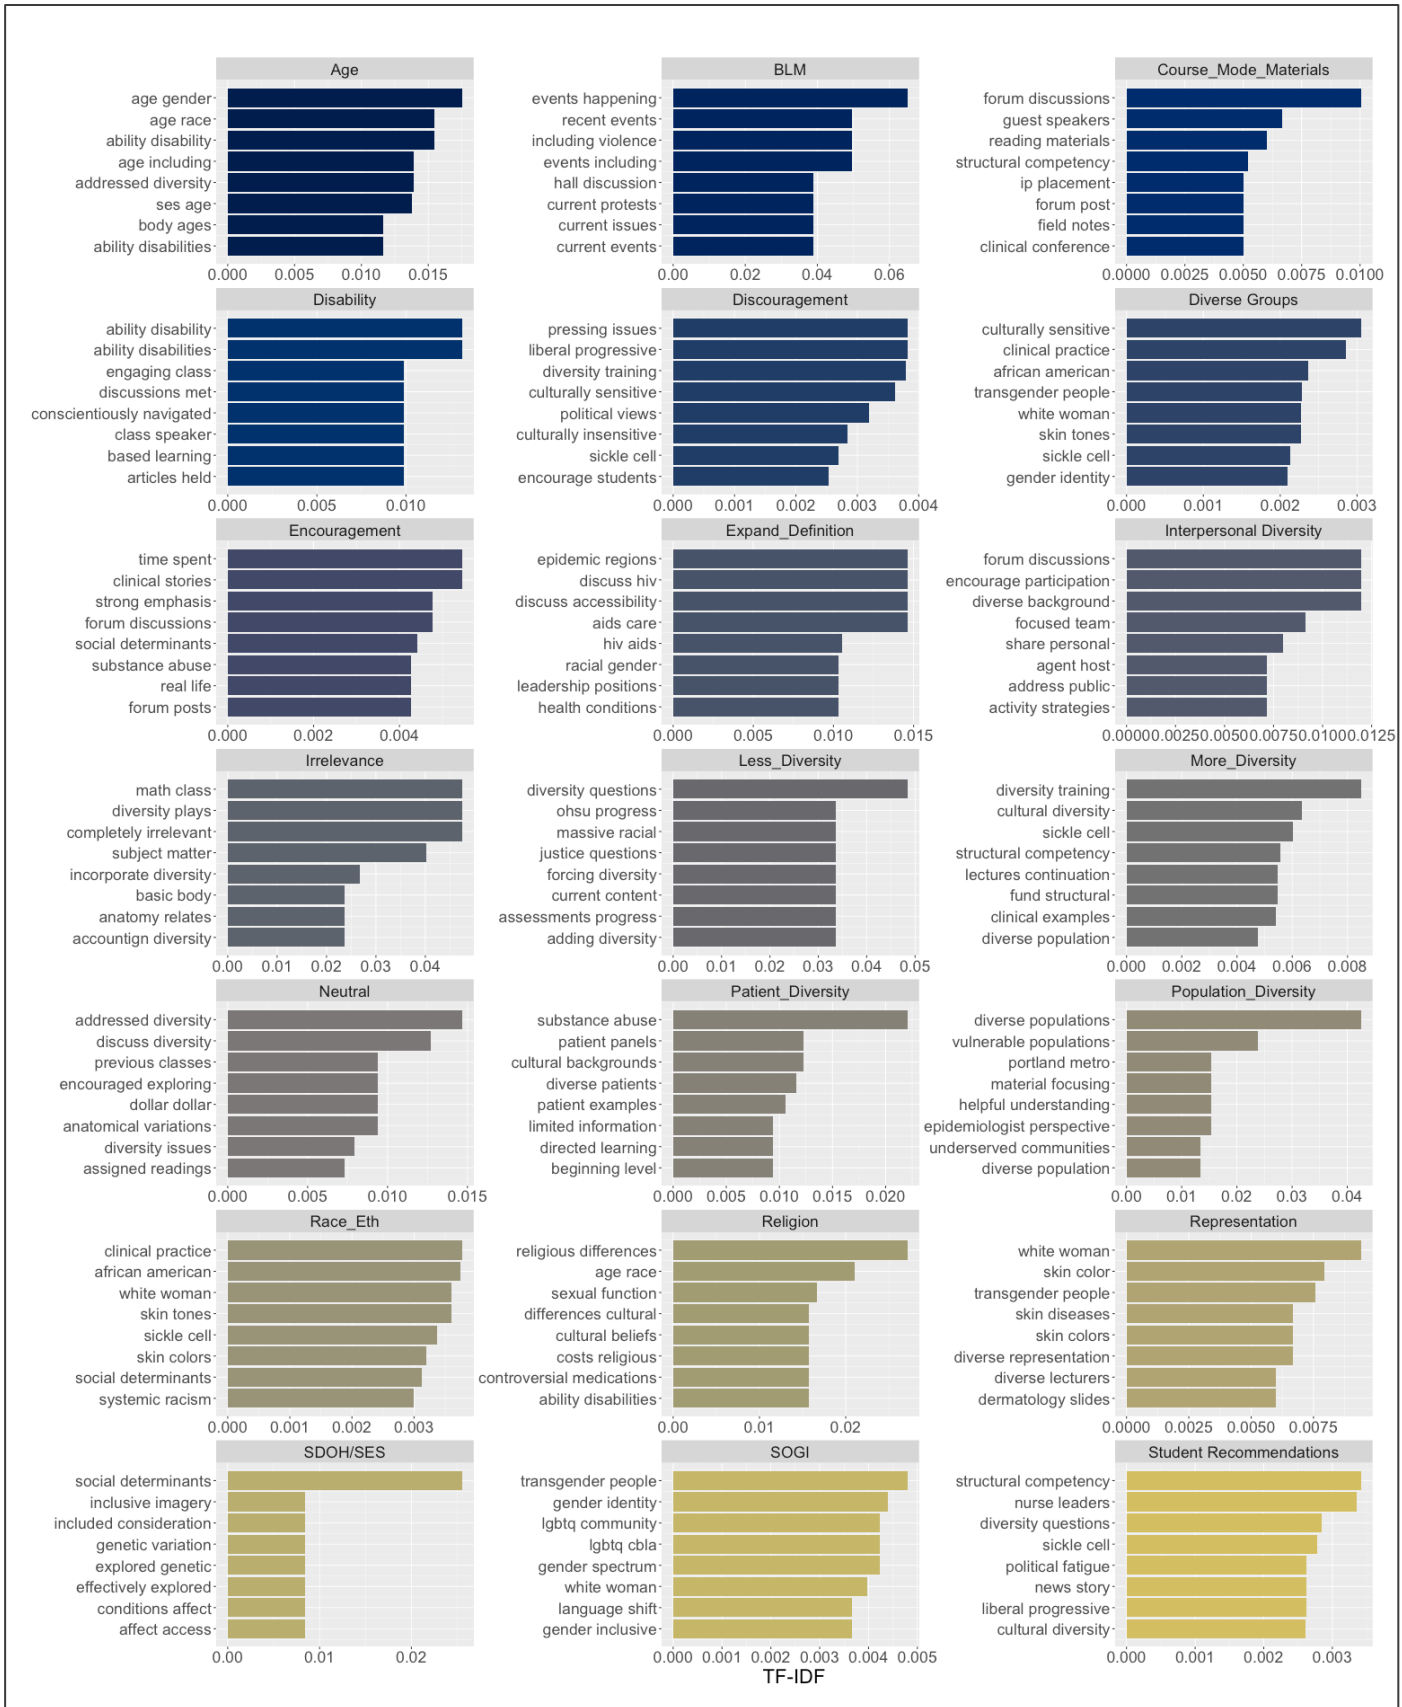 Age
age gender
age race
ability disability
age including
addressed diversity
ses age
body ages
ability disabilities
0.000 0.005 0.010 0.015
BLM
events happening
recent events
including violence
events including
hall discussion
current protests
current issues
current events
0.00 0.02 0.04 0.06
Course_Mode_Materials
forum discussions
guest speakers
reading materials
structural competency
ip placement
forum post
field notes
clinical conference
0.0000 0.0025 0.0050 0.0075 0.0100
Disability
ability disability
ability disabilities
engaging class
discussions met
conscientiously navigated
class speaker
based learning
articles held
0.000 0.005 0.010
Discouragement
pressing issues
liberal progressive
diversity training
culturally sensitive
political views
culturally insensitive
sickle cell
encourage students
0.000 0.001 0.002 0.003 0.004
Diverse Groups
culturally sensitive
clinical practice
african american
transgender people
white woman
skin tones
sickle cell
gender identity
0.000 0.001 0.002 0.003
Encouragement
time spent
clinical stories
strong emphasis
forum discussions
social determinants
substance abuse
real life
forum posts
0.000 0.002 0.004
Expand_Definition
epidemic regions
discuss hiv
discuss accessibility
aids care
hiv aids
racial gender
leadership positions
health conditions
0.000 0.005 0.010 0.015
Interpersonal Diversity
forum discussions
encourage participation
diverse background
focused team
share personal
agent host
address public
activity strategies
0.0000 0.0025 0.0050 0.0075 0.0100 0.0125
Irrelevance
math class
diversity plays
completely irrelevant
subject matter
incorporate diversity
basic body
anatomy relates
accountign diversity
0.00 0.01 0.02 0.03 0.04
Less_Diversity
diversity questions
ohsu progress
massive racial
justice questions
forcing diversity
current content
assessments progress
adding diversity
0.00 0.01 0.02 0.03 0.04 0.05
More_Diversity
diversity training
cultural diversity
sickle cell
structural competency
lectures continuation
fund structural
clinical examples
diverse population
0.000 0.002 0.004 0.006 0.008
Neutral
addressed diversity
discuss diversity
previous classes
encouraged exploring
dollar dollar
anatomical variations
diversity issues
assigned readings
0.000 0.005 0.010 0.015
Patient_Diversity
substance abuse
patient panels
cultural backgrounds
diverse patients
patient examples
limited information
directed learning
beginning level
0.000 0.005 0.010 0.015 0.020
Population_Diversity
diverse populations
vulnerable populations
portland metro
material focusing
helpful understanding
epidemiologist perspective
underserved communities
diverse population
0.00 0.01 0.02 0.03 0.04
Race_Eth
clinical practice
african american
white woman
skin tones
sickle cell
skin colors
social determinants
systemic racism
0.000 0.001 0.002 0.003
Religion
religious differences
age race
sexual function
differences cultural
cultural beliefs
costs religious
controversial medications
ability disabilities
0.00 0.01 0.02
Representation
white woman
skin color
transgender people
skin diseases
skin colors
diverse representation
diverse lecturers
dermatology slides
0.0000 0.0025 0.0050 0.0075
SDOH/SES
social determinants
inclusive imagery
included consideration
genetic variation
explored genetic
effectively explored
conditions affect
affect access
0.00 0.01 0.02
SOGI
transgender people
gender identity
lgbtq community
lgbtq cbla
gender spectrum
white woman
language shift
gender inclusive
0.000 0.001 0.002 0.003 0.004 0.005
Student Recommendations
structural competency
nurse leaders
diversity questions
sickle cell
political fatigue
news story
liberal progressive
cultural diversity
0.000 0.001 0.002 0.003
TF-IDF